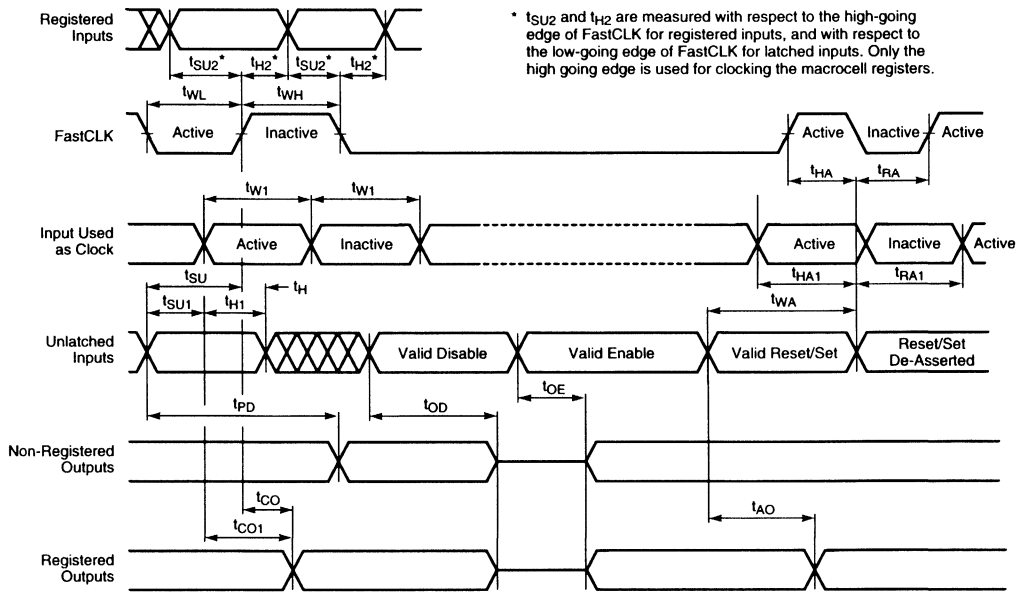 Registered
Inputs
* tSU2 and tH2 are measured with respect to the high-going
edge of FastCLK for registered inputs, and with respect to
the low-going edge of FastCLK for latched inputs. Only the
high going edge is used for clocking the macrocell registers.
tSU2* tH2* tSU2* tH2*
tWL tWH
FastCLK
Active Inactive Active Inactive Active
tHA tRA
tW1 tW1
Input Used
as Clock
Active Inactive Active Inactive Active
tSU tHA1 tRA1
tH
tSU1 tH1 tWA
Unlatched
Inputs
Valid Disable Valid Enable Valid Reset/Set Reset/Set
De-Asserted
tOE
tPD tOD
Non-Registered
Outputs
tCO tAO
tCO1
Registered
Outputs